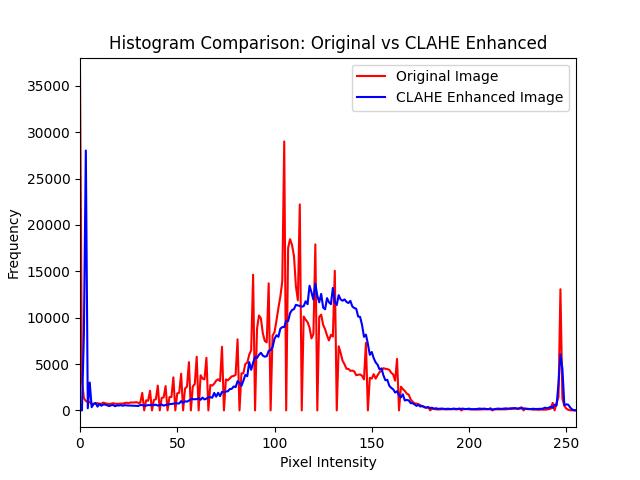 Histogram Comparison: Original vs CLAHE Enhanced
Original Image
CLAHE Enhanced Image
Frequency
35000
30000
25000
20000
15000
10000
5000
0
0 50 100 150 200 250
Pixel Intensity